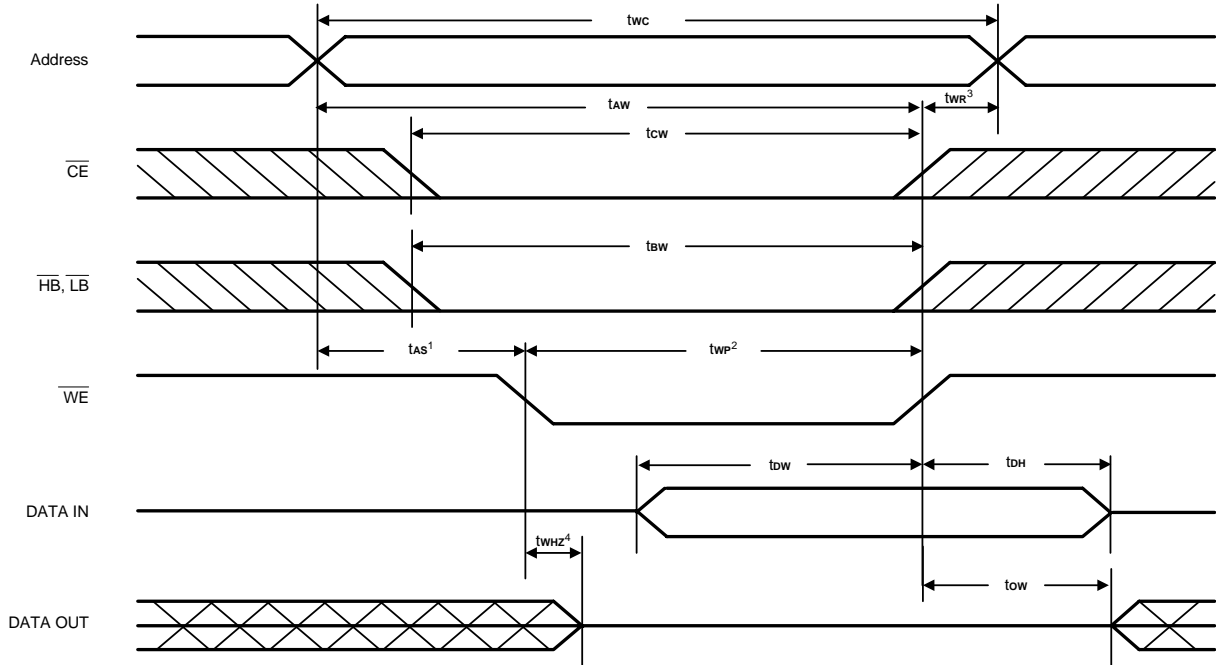 tWC
Address
tAW
tWR³
tCW
CE
tBW
HB, LB
tAS¹
tWP²
WE
tDW
tDH
DATA IN
tWHZ⁴
tOW
DATA OUT